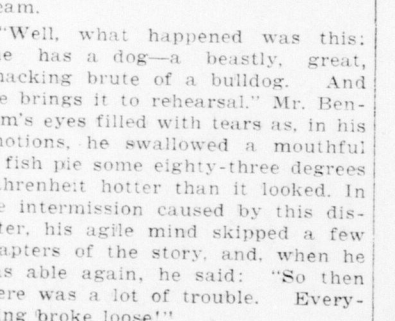 eam.
"Well, what happened was this:
e has a dog—a beastly, great,
nacking brute of a bulldog. And
e brings it to rehearsal." Mr. Ben-
m's eyes filled with tears as, in his
notions, he swallowed a mouthful
fish pie some eighty-three degrees
ahrenheit hotter than it looked. In
e intermission caused by this dis-
ter, his agile mind skipped a few
apters of the story, and, when he
as able again, he said: "So then
ere was a lot of trouble. Every-
ing broke loose!"